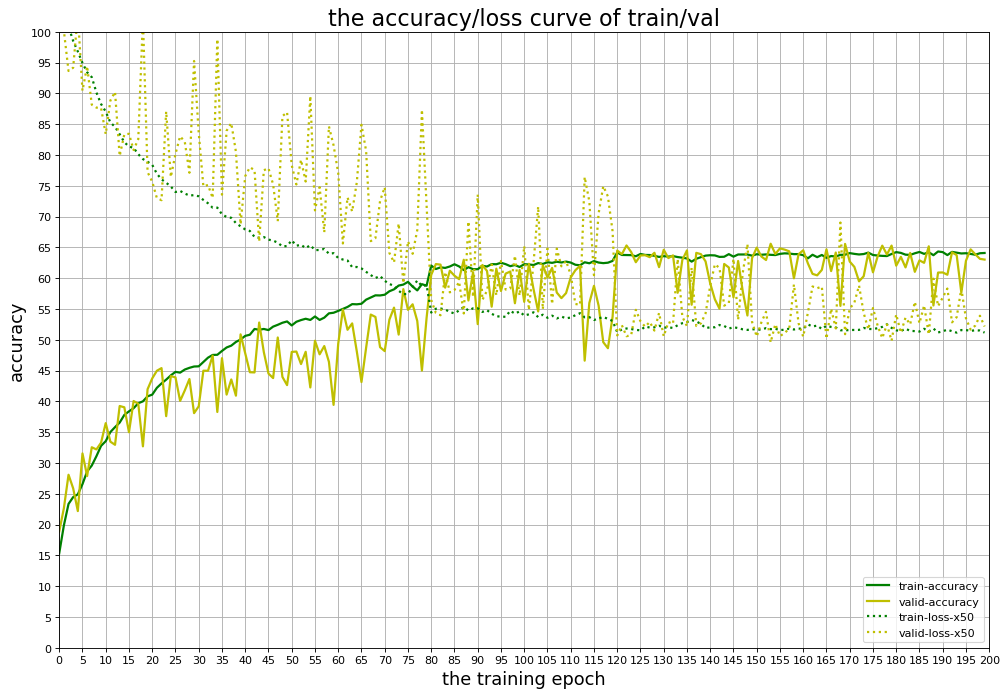 the accuracy/loss curve of train/val
100
95
90
85
80
75
70
65
60
55
50
45
40
35
30
25
20
15
10
5
0
accuracy
train-accuracy
valid-accuracy
train-loss-x50
valid-loss-x50
0 5 10 15 20 25 30 35 40 45 50 55 60 65 70 75 80 85 90 95 100 105 110 115 120 125 130 135 140 145 150 155 160 165 170 175 180 185 190 195 200
the training epoch